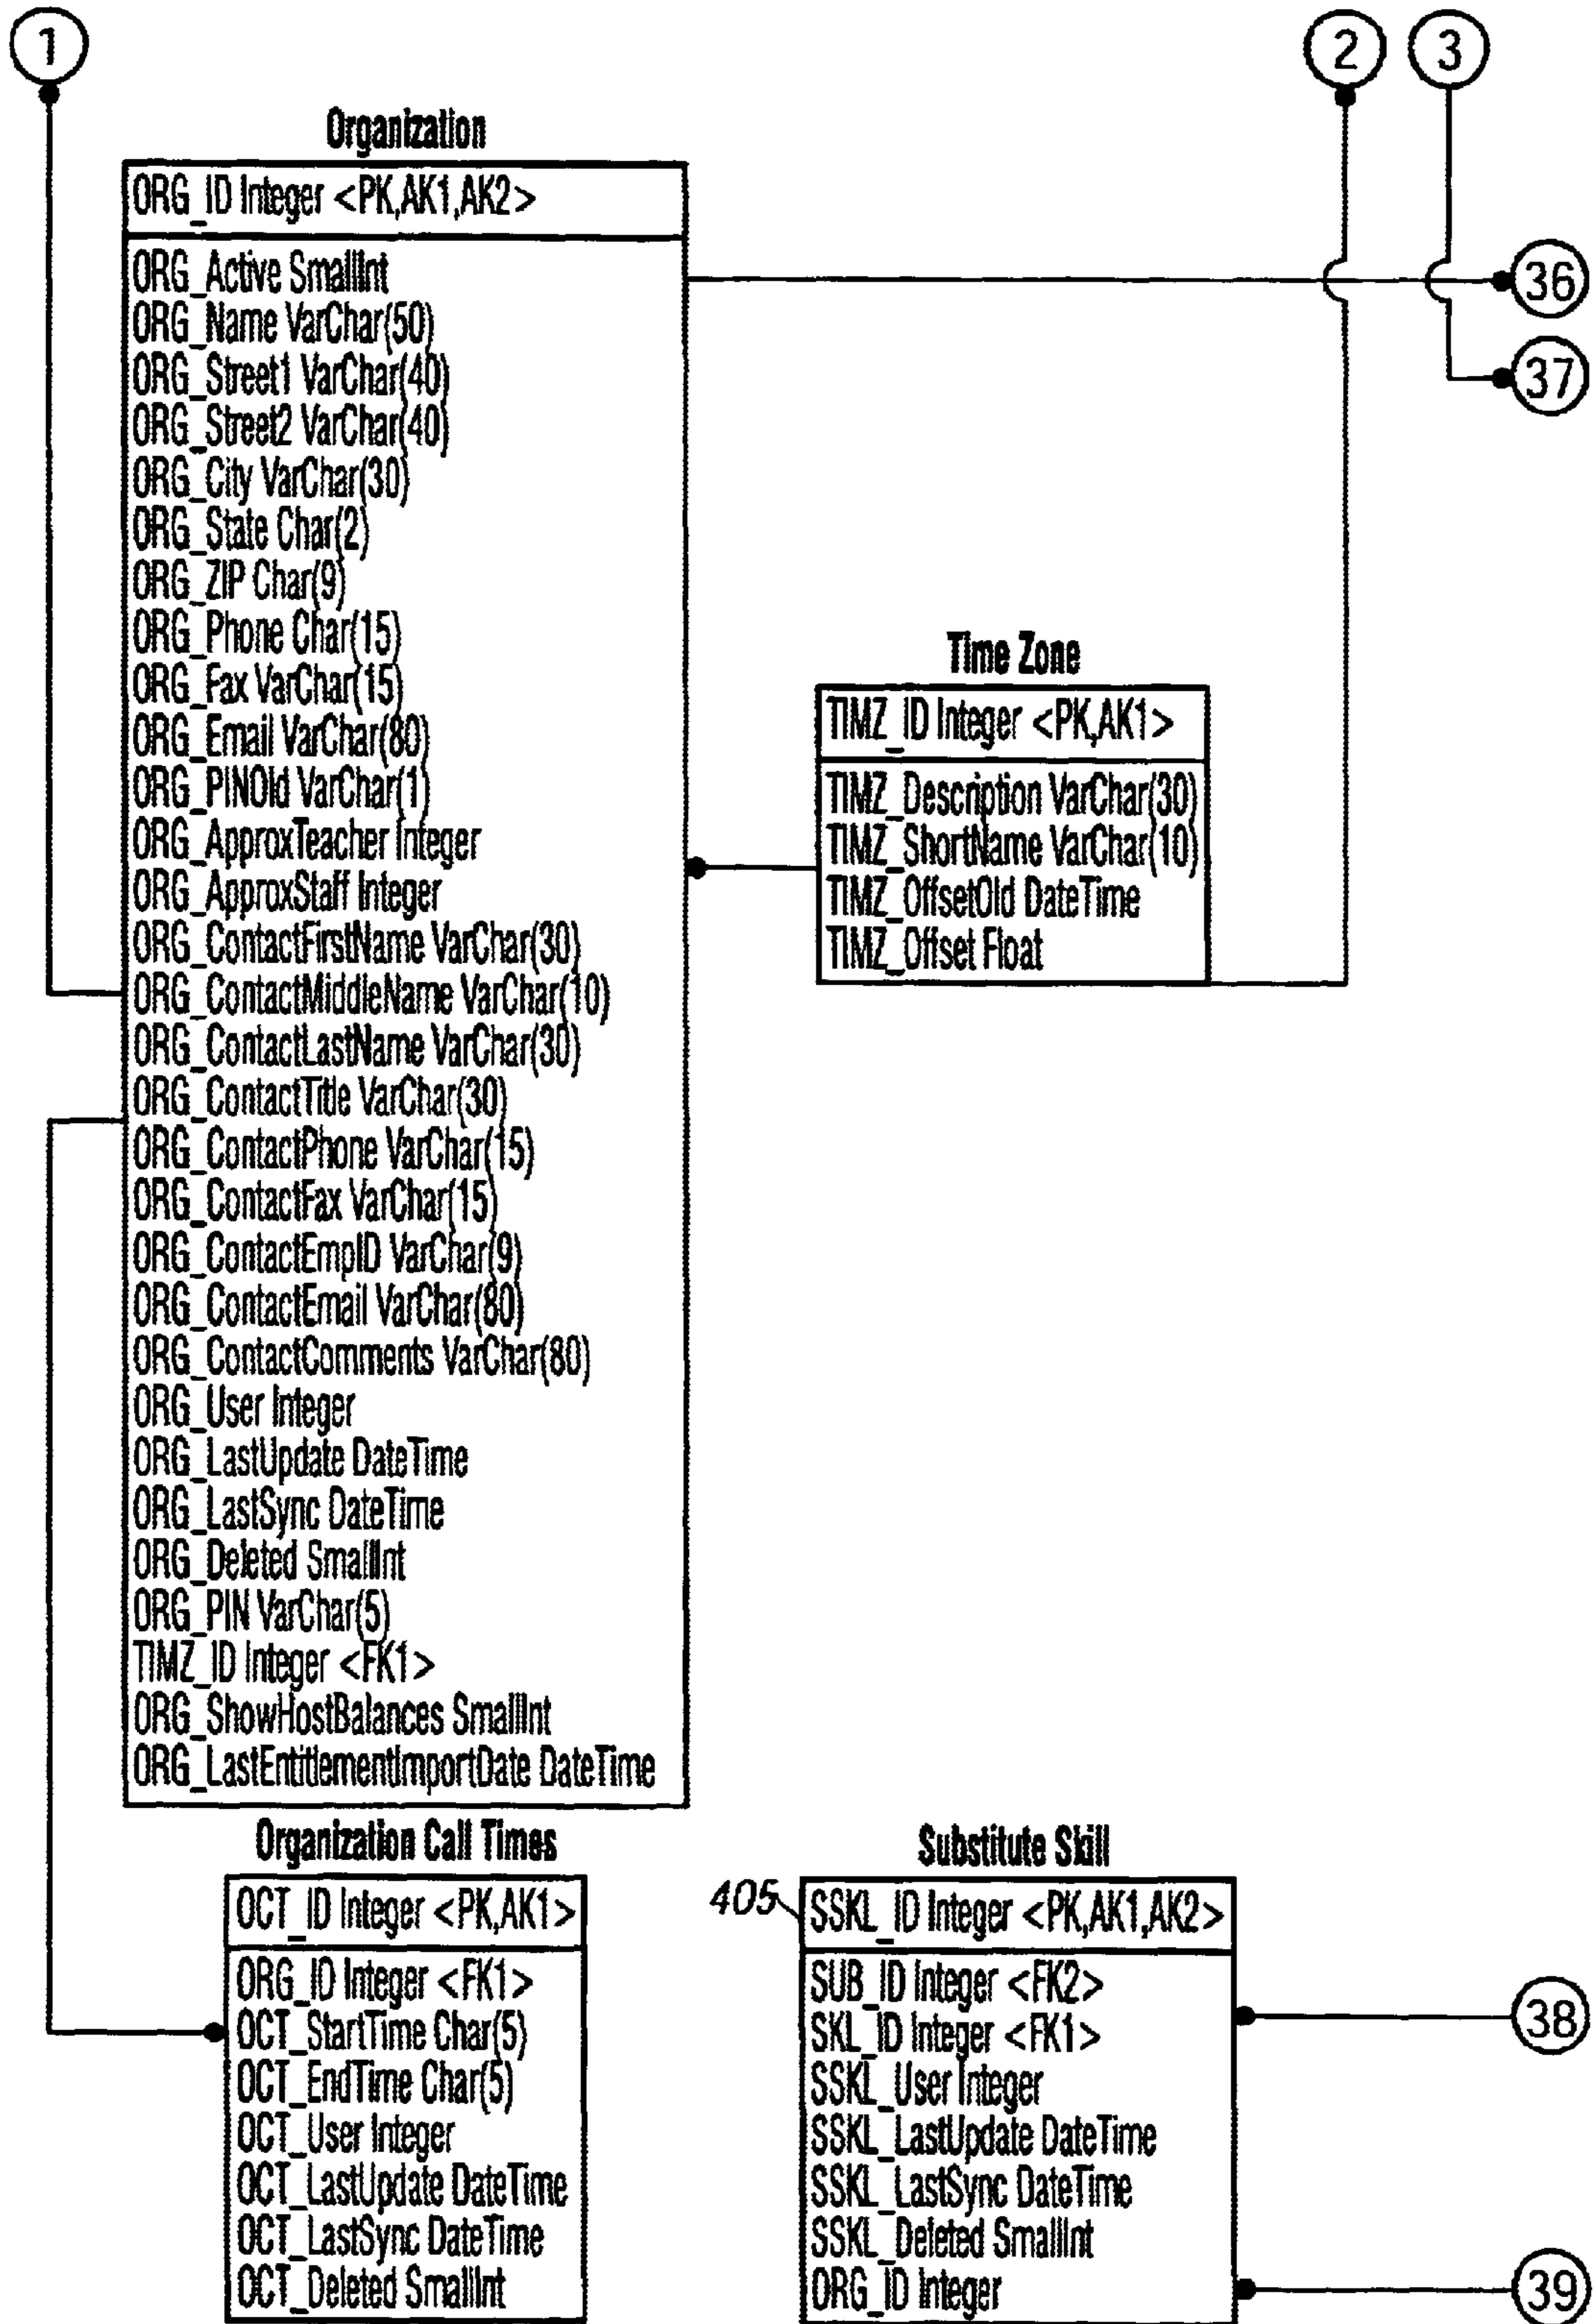 1
2
3
Organization
ORG_ID Integer <PK,AK1,AK2>
ORG_Active SmallInt
ORG_Name VarChar(50)
ORG_Street1 VarChar(40)
ORG_Street2 VarChar(40)
ORG_City VarChar(30)
ORG_State Char(2)
ORG_ZIP Char(9)
ORG_Phone Char(15)
ORG_Fax VarChar(15)
ORG_Email VarChar(80)
ORG_PINOld VarChar(1)
ORG_ApproxTeacher Integer
ORG_ApproxStaff Integer
ORG_ContactFirstName VarChar(30)
ORG_ContactMiddleName VarChar(10)
ORG_ContactLastName VarChar(30)
ORG_ContactTitle VarChar(30)
ORG_ContactPhone VarChar(15)
ORG_ContactFax VarChar(15)
ORG_ContactEmpID VarChar(9)
ORG_ContactEmail VarChar(80)
ORG_ContactComments VarChar(80)
ORG_User Integer
ORG_LastUpdate DateTime
ORG_LastSync DateTime
ORG_Deleted SmallInt
ORG_PIN VarChar(5)
TIMZ_ID Integer <FK1>
ORG_ShowHostBalances SmallInt
ORG_LastEntitlementImportDate DateTime
36
37
Time Zone
TIMZ_ID Integer <PK,AK1>
TIMZ_Description VarChar(30)
TIMZ_ShortName VarChar(10)
TIMZ_OffsetOld DateTime
TIMZ_Offset Float
Organization Call Times
OCT_ID Integer <PK,AK1>
ORG_ID Integer <FK1>
OCT_StartTime Char(5)
OCT_EndTime Char(5)
OCT_User Integer
OCT_LastUpdate DateTime
OCT_LastSync DateTime
OCT_Deleted SmallInt
Substitute Skill
405
SSKL_ID Integer <PK,AK1,AK2>
SUB_ID Integer <FK2>
SKL_ID Integer <FK1>
SSKL_User Integer
SSKL_LastUpdate DateTime
SSKL_LastSync DateTime
SSKL_Deleted SmallInt
ORG_ID Integer
38
39